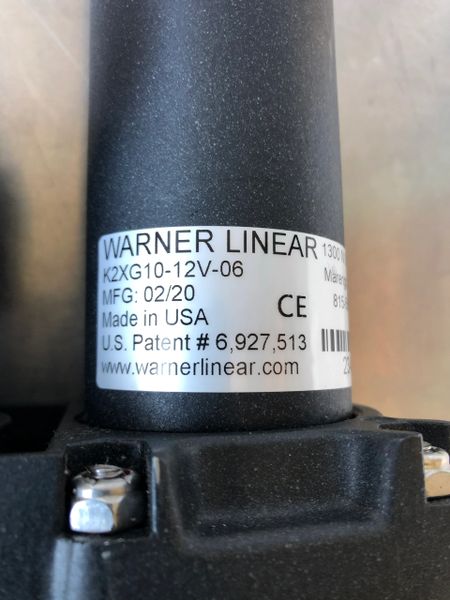 WARNER LINEAR 1300
K2XG10-12V-06
MFG: 02/20
Made in USA CE
U.S. Patent # 6,927,513
www.warnerlinear.com